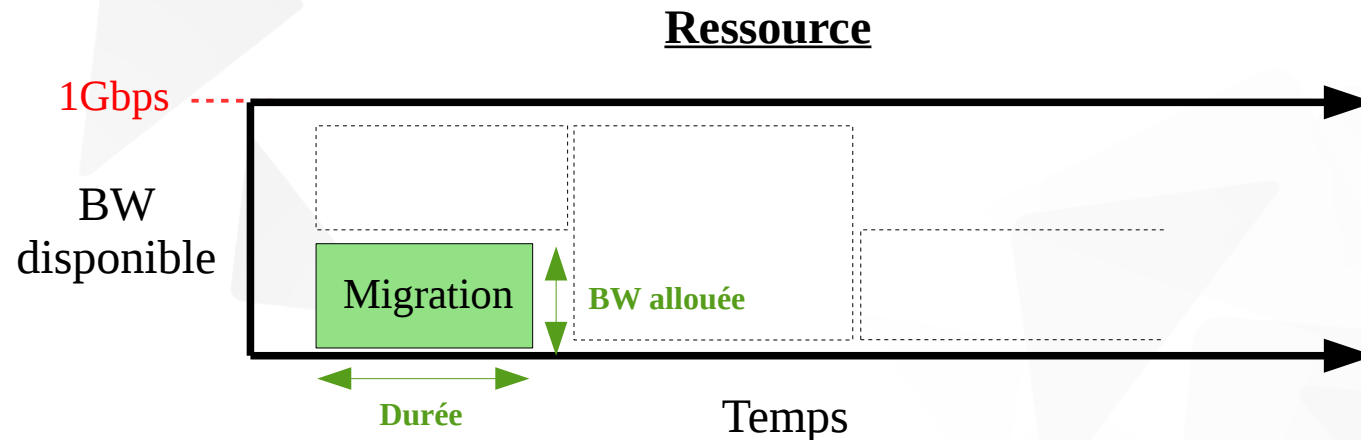 Ressource
1Gbps
BW
disponible
Migration
BW allouée
Durée
Temps